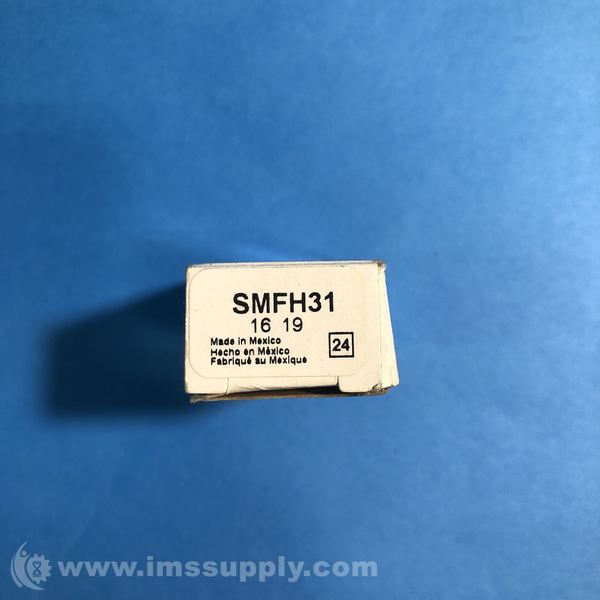 SMFH31
16 19
Made in Mexico
Hecho en México
Fabriqué au Mexique
24
www.imssupply.com